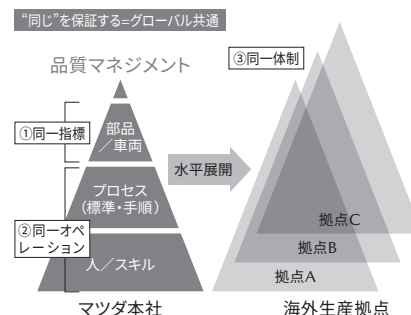 “同じ”を保証する=グローバル共通
品質マネジメント
①同一指標
部品
／車両
②同一オペ
レーション
プロセス
(標準・手順)
人／スキル
マツダ本社
水平展開
③同一体制
拠点C
拠点B
拠点A
海外生産拠点